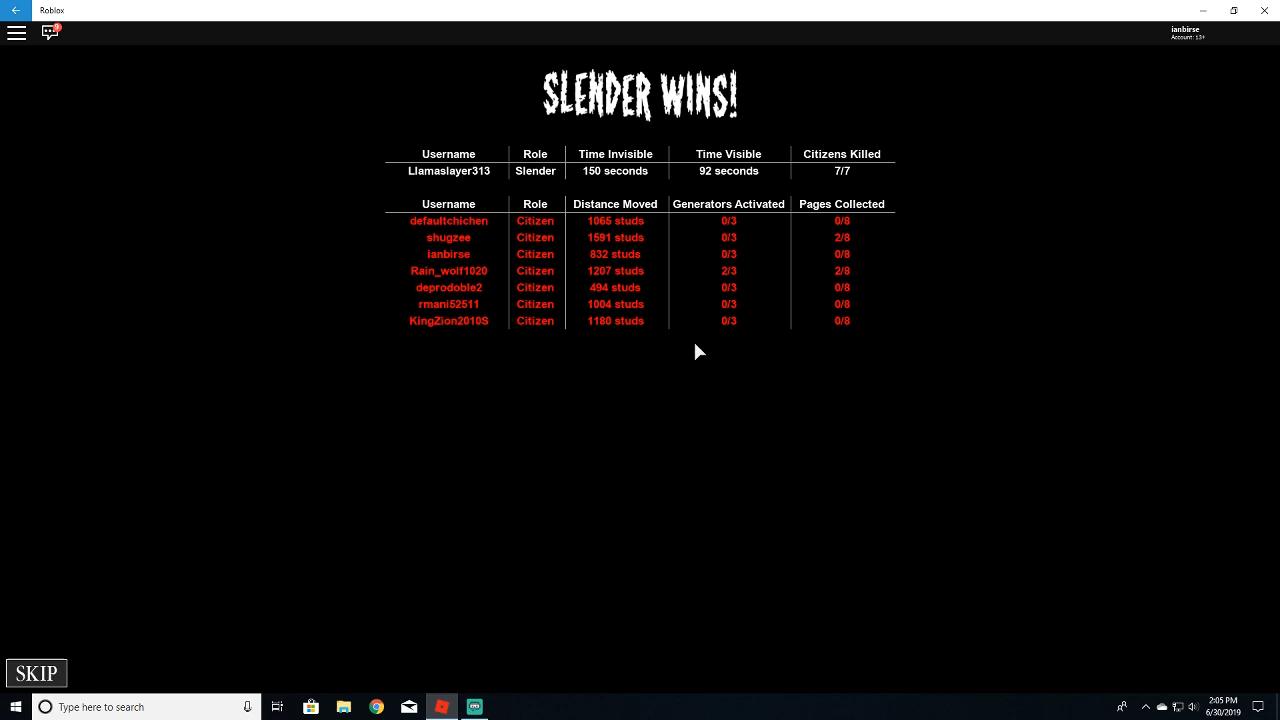 Roblox
9
ianbirse
Account: 13+
SLENDER WINS!
Username Role Time Invisible Time Visible Citizens Killed
Llamaslayer313 Slender 150 seconds 92 seconds 7/7
Username Role Distance Moved Generators Activated Pages Collected
defaultchichen Citizen 1065 studs 0/3 0/8
shugzee Citizen 1591 studs 0/3 2/8
ianbirse Citizen 832 studs 0/3 0/8
Rain_wolf1020 Citizen 1207 studs 2/3 2/8
deprodoble2 Citizen 494 studs 0/3 0/8
rmani52511 Citizen 1004 studs 0/3 0/8
KingZion2010S Citizen 1180 studs 0/3 0/8
SKIP
Type here to search
2:05 PM
6/30/2019